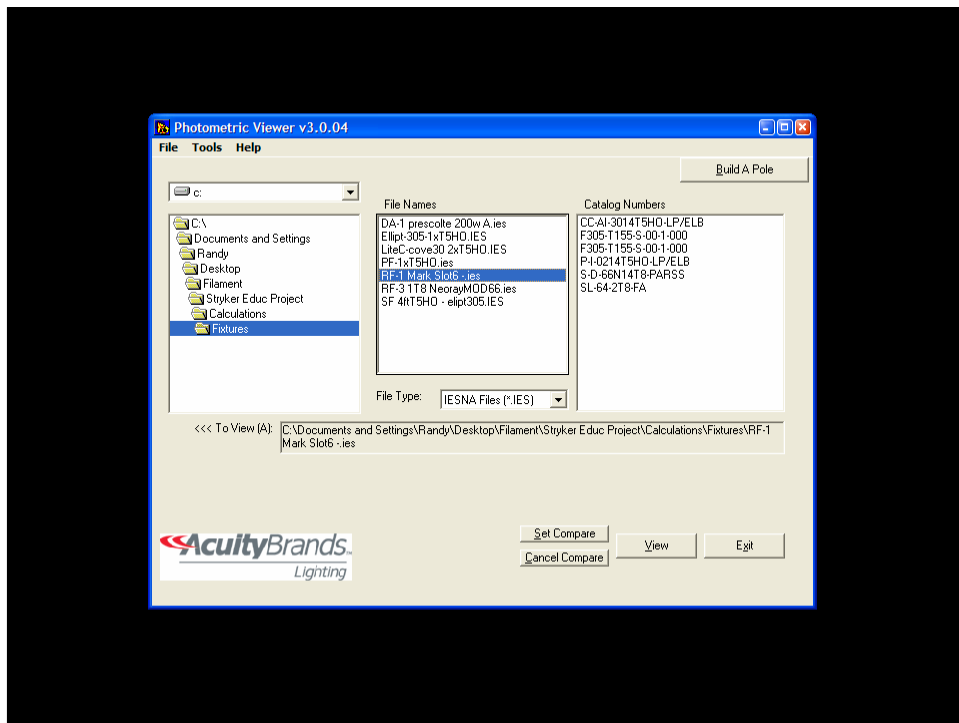 Photometric Viewer v3.0.04
File Tools Help
Build A Pole
c:
File Names
Catalog Numbers
C:\
Documents and Settings
Randy
Desktop
Filament
Stryker Educ Project
Calculations
Fixtures
DA-1 prescolte 200w A.ies
Ellipt-305-1xT5HO.IES
LiteC-cove30 2xT5HO.IES
PF-1xT5HO.ies
RF-1 Mark Slot6 -.ies
RF-3 1T8 NeorayMOD66.ies
SF 4ftT5HO - elipt305.IES
CC-AI-3014T5HO-LP/ELB
F305-T155-S-00-1-000
F305-T155-S-00-1-000
P-I-0214T5HO-LP/ELB
S-D-66N14T8-PARSS
SL-64-2T8-FA
File Type:
IESNA Files (*.IES)
<<< To View (A):
C:\Documents and Settings\Randy\Desktop\Filament\Stryker Educ Project\Calculations\Fixtures\RF-1
Mark Slot6 -.ies
Set Compare
Cancel Compare
View
Exit
AcuityBrands
Lighting